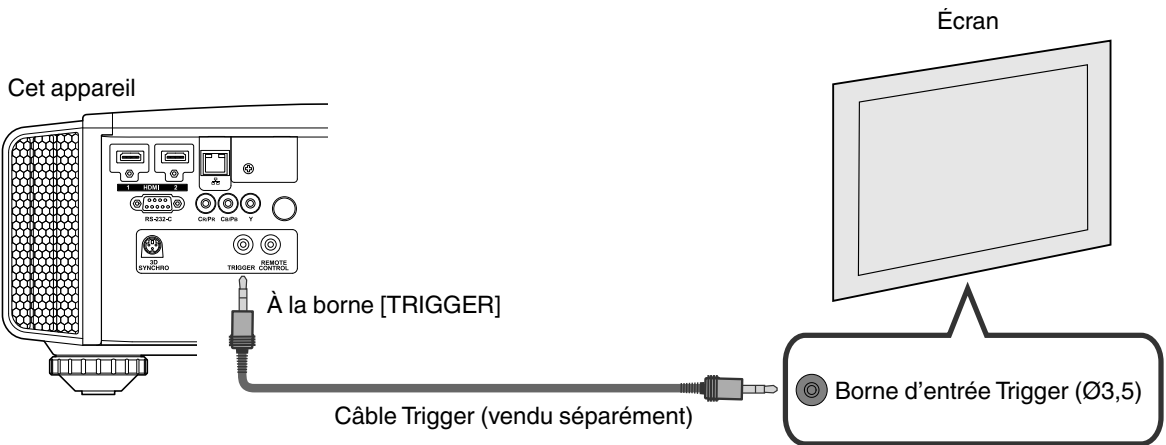 Écran
Cet appareil
1 HDMI 2
RS-232-C
CR/PR CB/PB Y
3D
SYNCHRO
TRIGGER
REMOTE
CONTROL
À la borne [TRIGGER]
Borne d'entrée Trigger (Ø3,5)
Câble Trigger (vendu séparément)